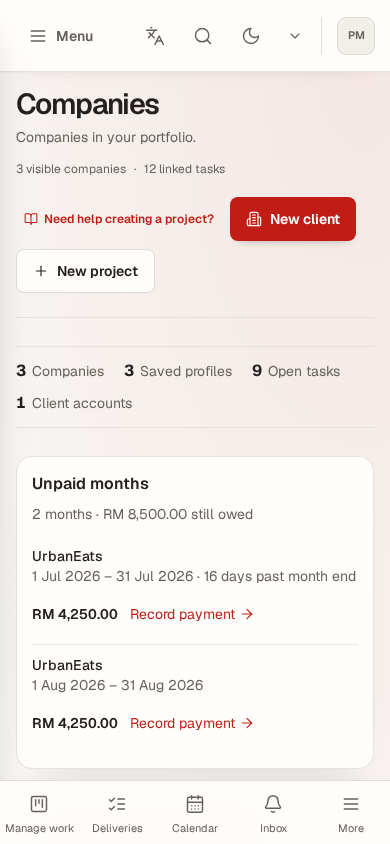 Menu
PM
Companies
Companies in your portfolio.
3 visible companies · 12 linked tasks
Need help creating a project?
New client
New project
3 Companies 3 Saved profiles 9 Open tasks
1 Client accounts
Unpaid months
2 months · RM 8,500.00 still owed
UrbanEats
1 Jul 2026 – 31 Jul 2026 · 16 days past month end
RM 4,250.00 Record payment →
UrbanEats
1 Aug 2026 – 31 Aug 2026
RM 4,250.00 Record payment →
Manage work Deliveries Calendar Inbox More